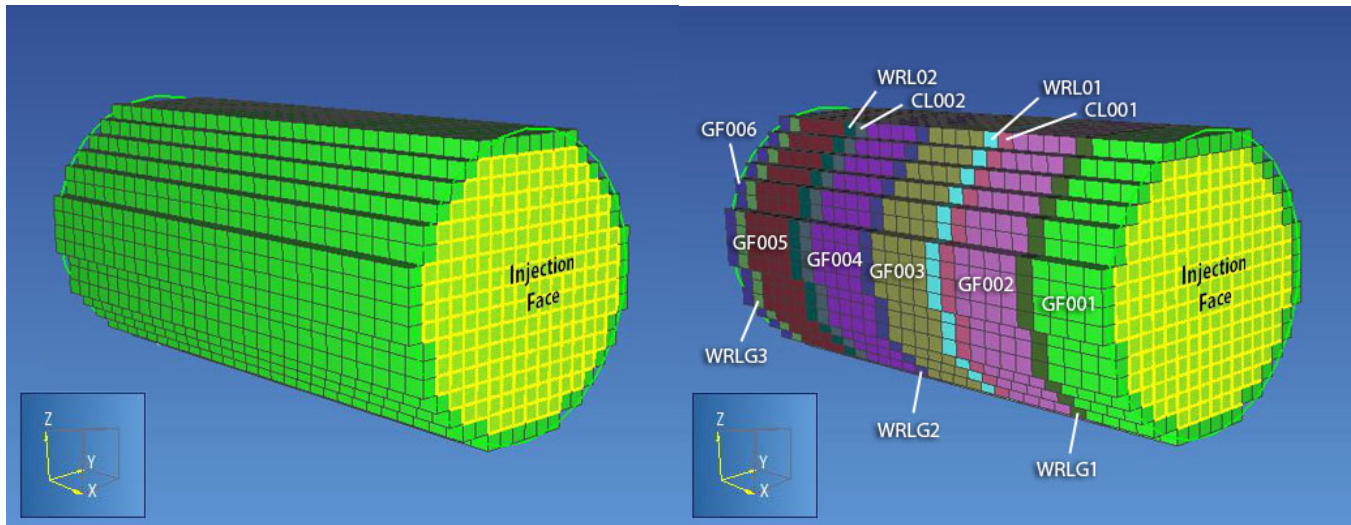 Injection
Face
Z
Y
X
WRL02
CL002
WRL01
CL001
GF006
GF005
GF004
GF003
GF002
GF001
Injection
Face
WRLG3
WRLG2
WRLG1
Z
Y
X